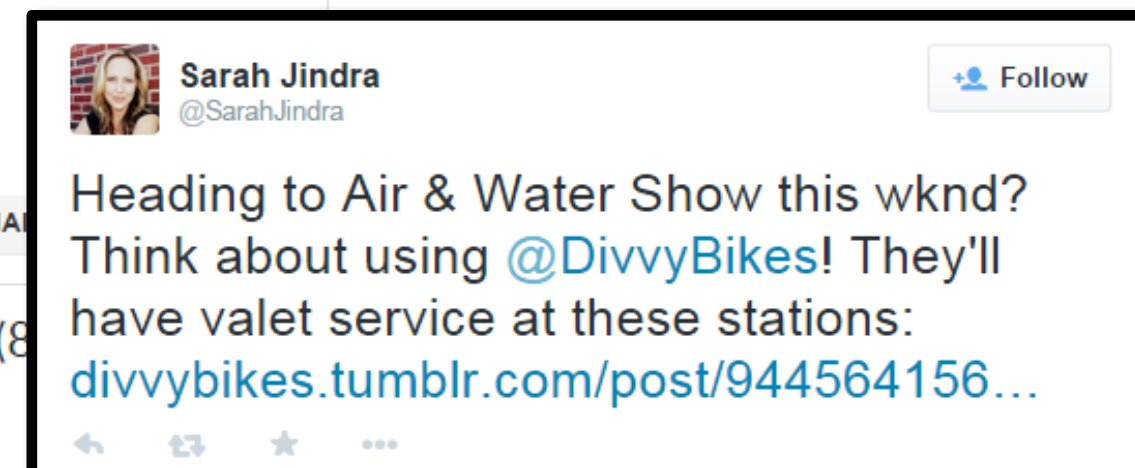 Sarah Jindra
@SarahJindra
Follow
Heading to Air & Water Show this wknd?
Think about using @DivvyBikes! They'll
have valet service at these stations:
divvybikes.tumblr.com/post/944564156...
(8